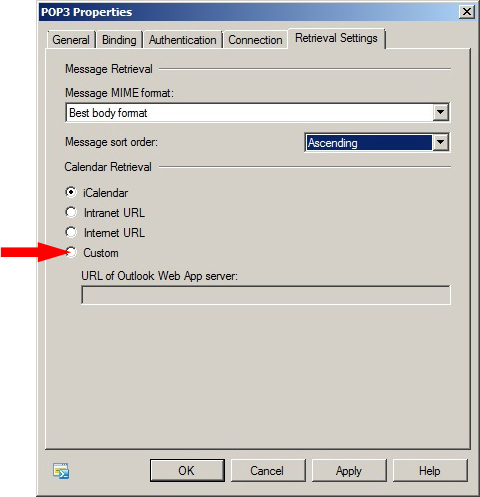 POP3 Properties
General
Binding
Authentication
Connection
Retrieval Settings
Message Retrieval
Message MIME format:
Best body format
Message sort order:
Ascending
Calendar Retrieval
iCalendar
Intranet URL
Internet URL
Custom
URL of Outlook Web App server:
OK
Cancel
Apply
Help